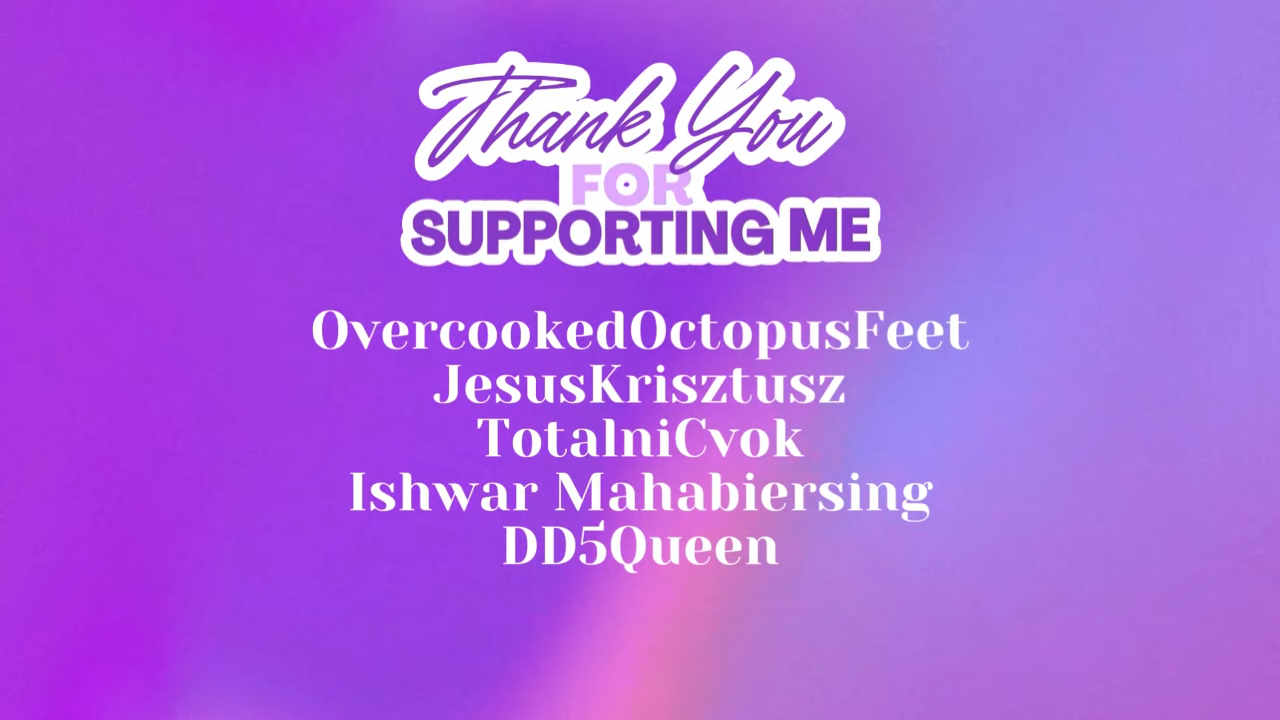 Thank You
FOR
SUPPORTING ME
OvercookedOctopusFeet
JesusKrisztusz
TotalniCvok
Ishwar Mahabiersing
DD5Queen